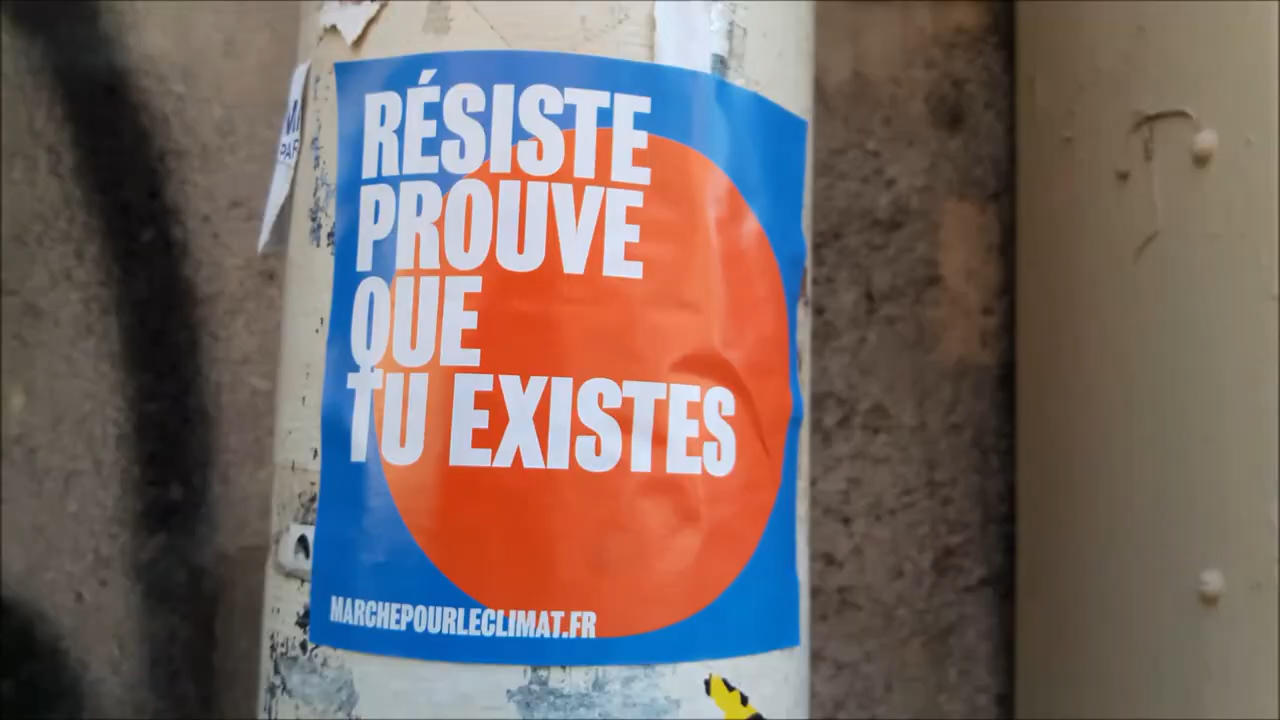 RÉSISTE
PROUVE
QUE
TU EXISTES
MARCHEPOURLECLIMAT.FR